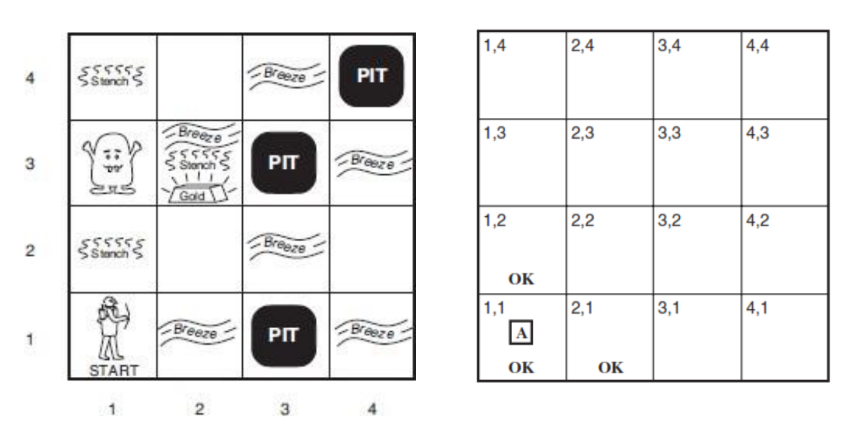 4
Stench
Breeze
PIT
3
Breeze
Stench
Gold
PIT
Breeze
2
Stench
Breeze
1
START
Breeze
PIT
Breeze
1 2 3 4
1,4 2,4 3,4 4,4
1,3 2,3 3,3 4,3
1,2 2,2 3,2 4,2
OK
1,1 2,1 3,1 4,1
A
OK OK